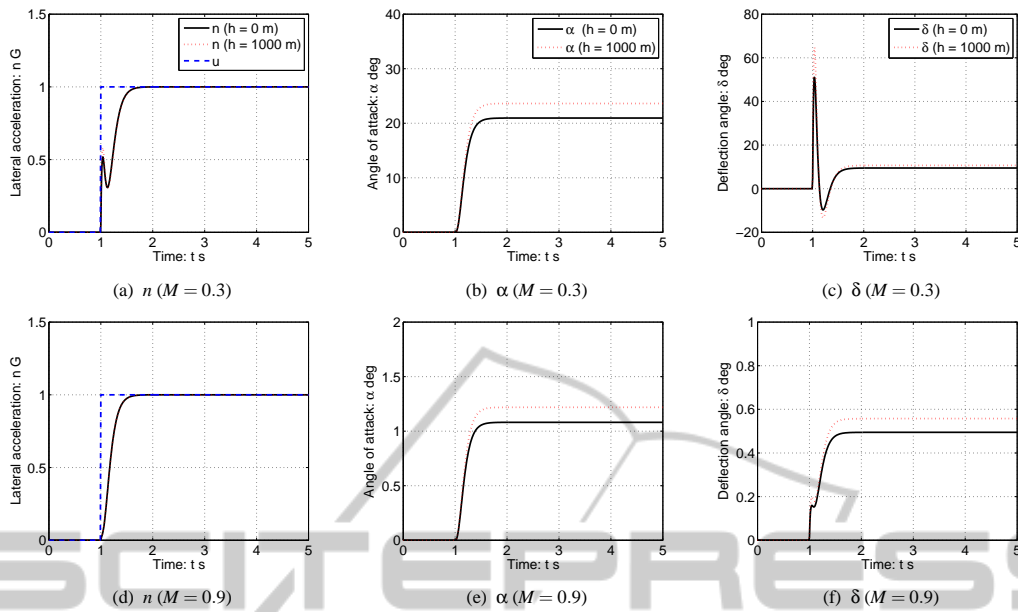 1.5
1
0.5
0
0 1 2 3 4 5
Lateral acceleration: n G
Time: t s
n (h = 0 m)
n (h = 1000 m)
u
(a) n (M = 0.3)
40
30
20
10
0
0 1 2 3 4 5
Angle of attack: α deg
Time: t s
α (h = 0 m)
α (h = 1000 m)
(b) α (M = 0.3)
80
60
40
20
0
−20
0 1 2 3 4 5
Deflection angle: δ deg
Time: t s
δ (h = 0 m)
δ (h = 1000 m)
(c) δ (M = 0.3)
1.5
1
0.5
0
0 1 2 3 4 5
Lateral acceleration: n G
Time: t s
(d) n (M = 0.9)
2
1.5
1
0.5
0
0 1 2 3 4 5
Angle of attack: α deg
Time: t s
(e) α (M = 0.9)
1
0.8
0.6
0.4
0.2
0
0 1 2 3 4 5
Deflection angle: δ deg
Time: t s
(f) δ (M = 0.9)
SCITEPRESS